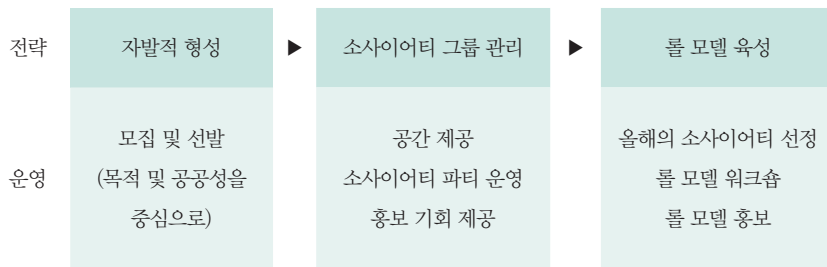 전략
자발적 형성
▶
소사이어티 그룹 관리
▶
롤 모델 육성
운영
모집 및 선발
(목적 및 공공성을
중심으로)
공간 제공
소사이어티 파티 운영
홍보 기회 제공
올해의 소사이어티 선정
롤 모델 워크숍
롤 모델 홍보